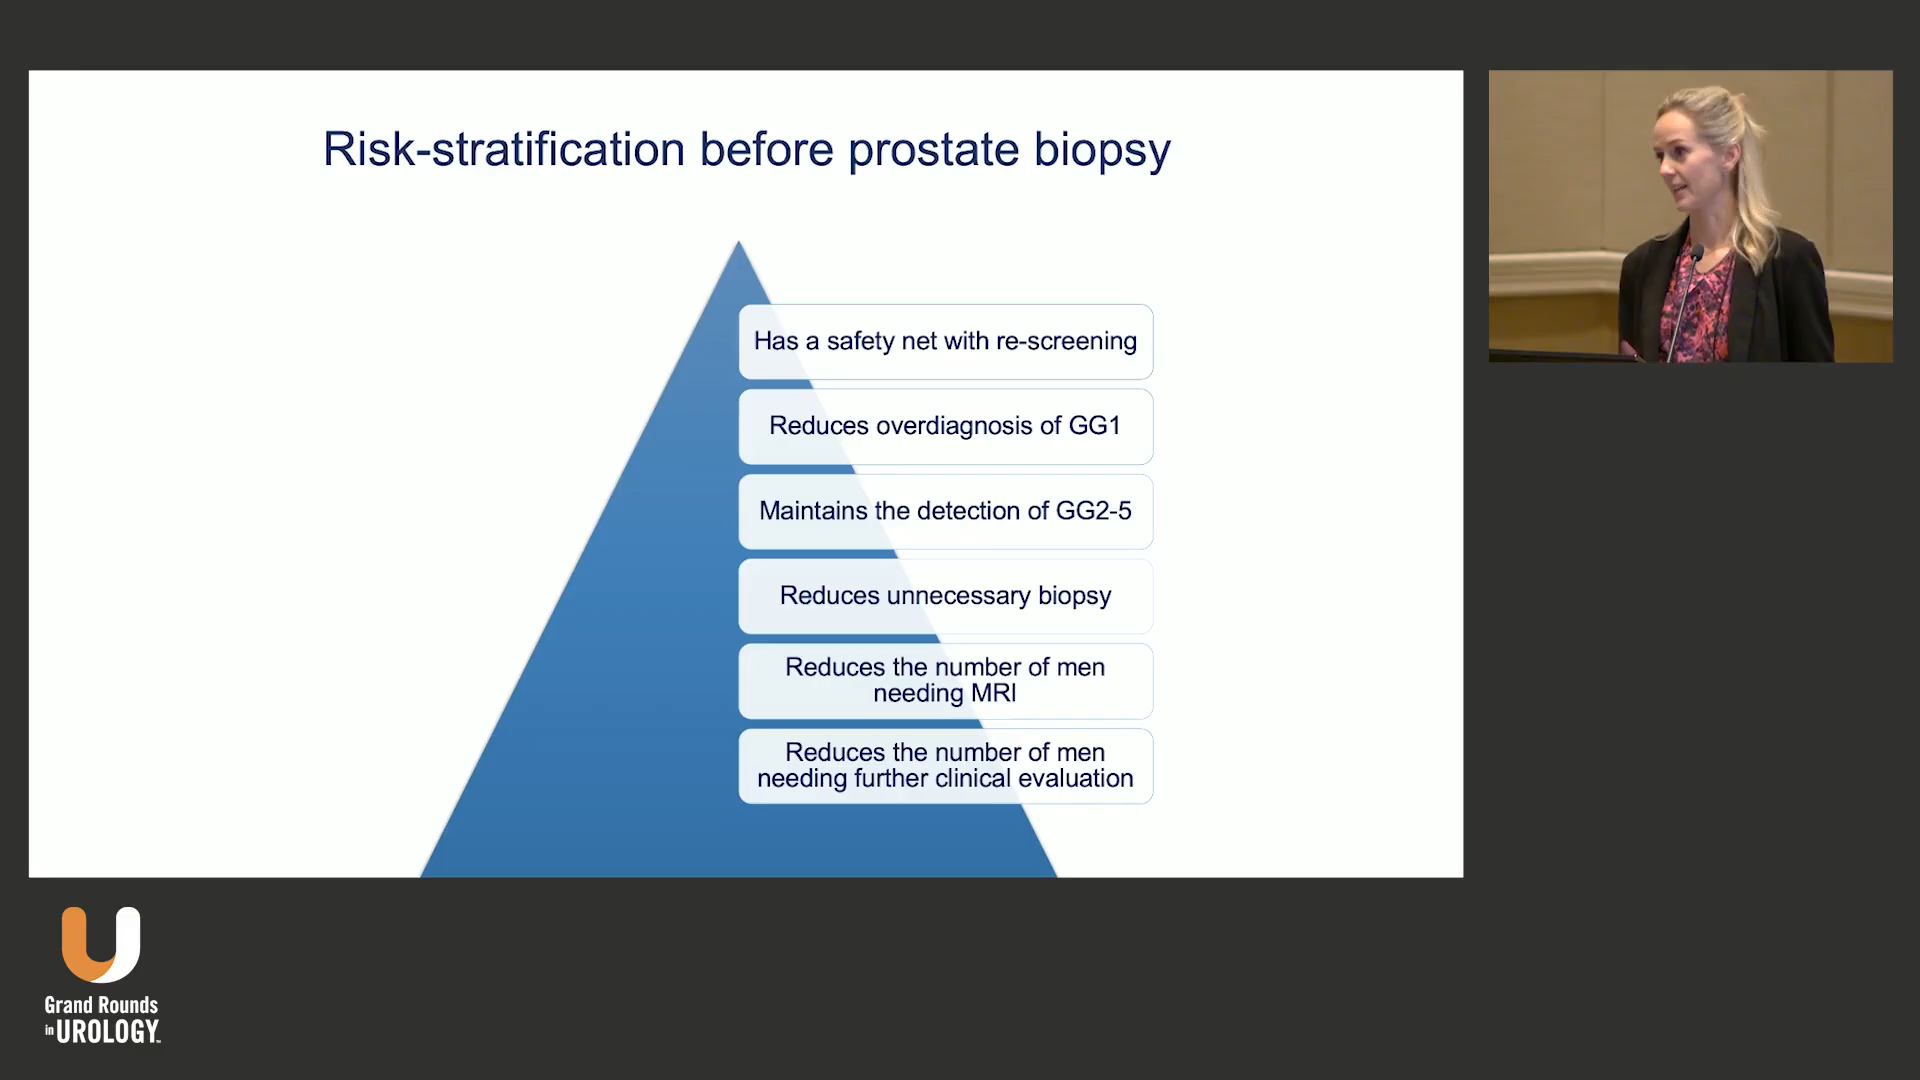 Risk-stratification before prostate biopsy
Has a safety net with re-screening
Reduces overdiagnosis of GG1
Maintains the detection of GG2-5
Reduces unnecessary biopsy
Reduces the number of men
needing MRI
Reduces the number of men
needing further clinical evaluation
Grand Rounds
in UROLOGY™